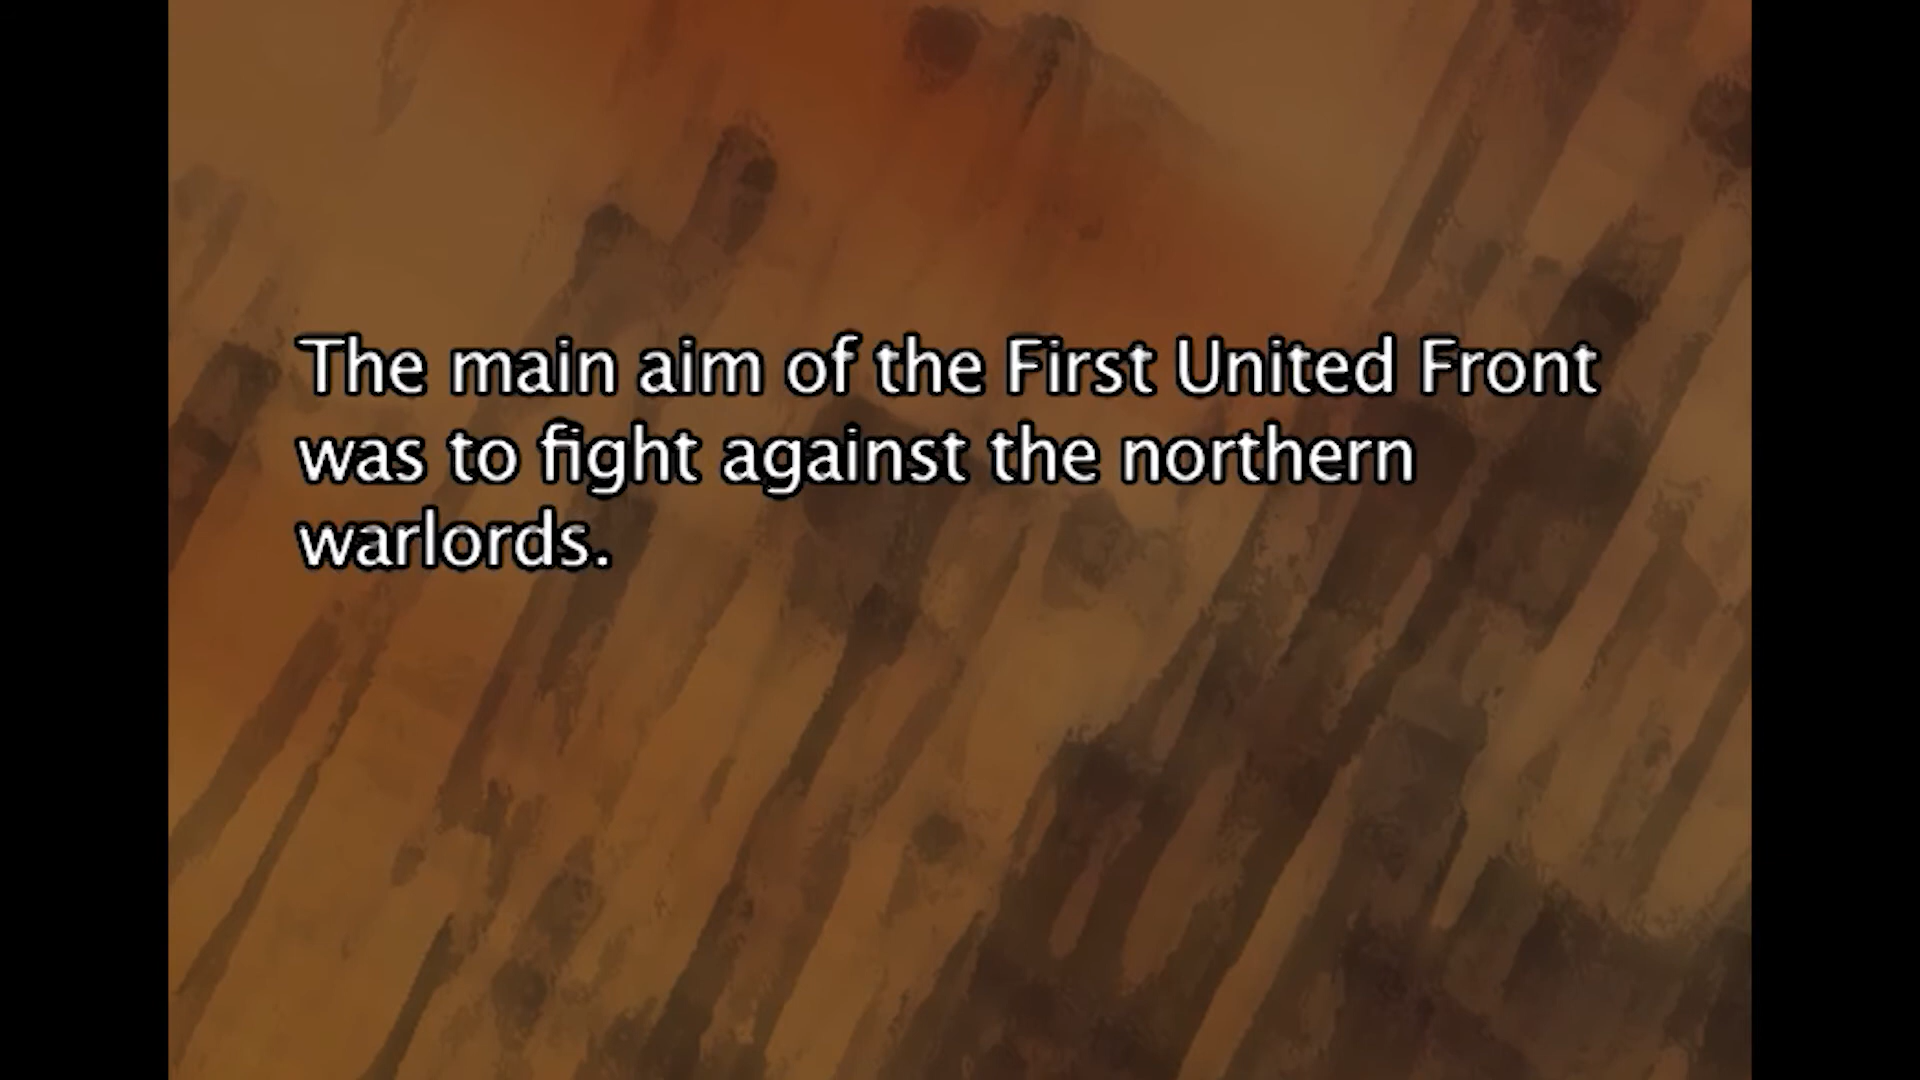 The main aim of the First United Front
was to fight against the northern
warlords.